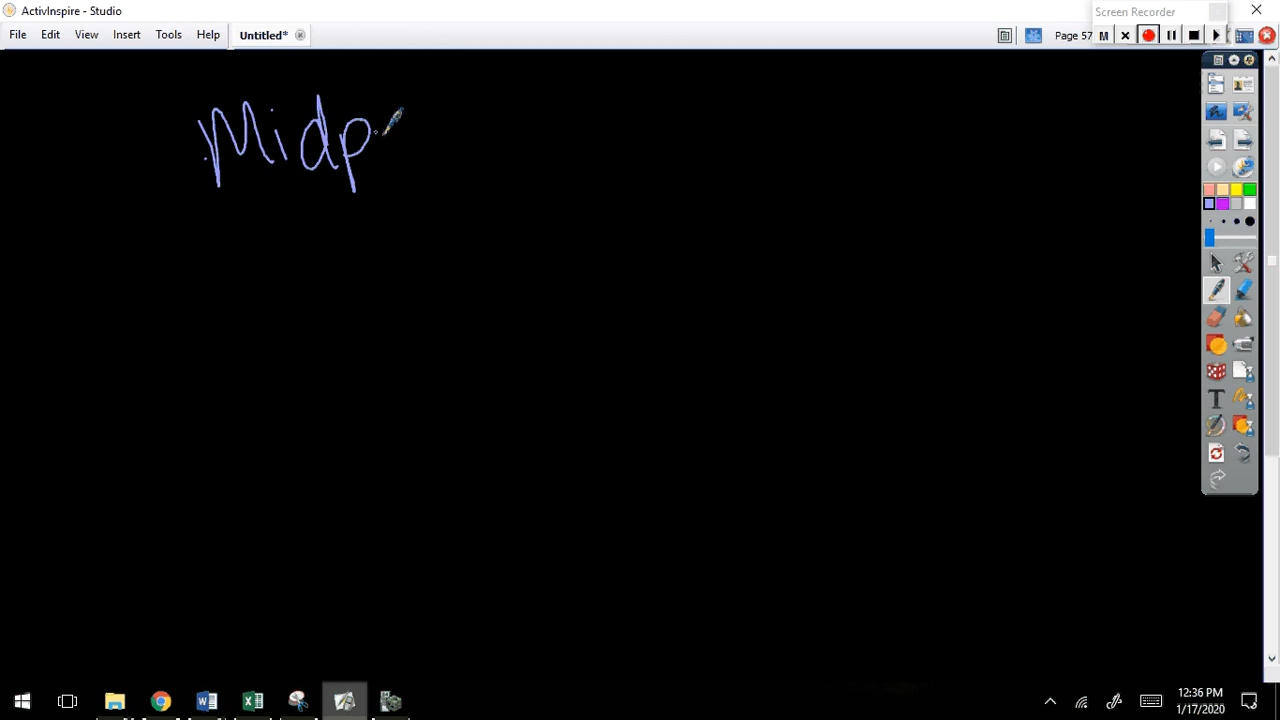 ActivInspire - Studio
Screen Recorder
File Edit View Insert Tools Help Untitled* Page 57 M
Midp
T
12:36 PM
1/17/2020